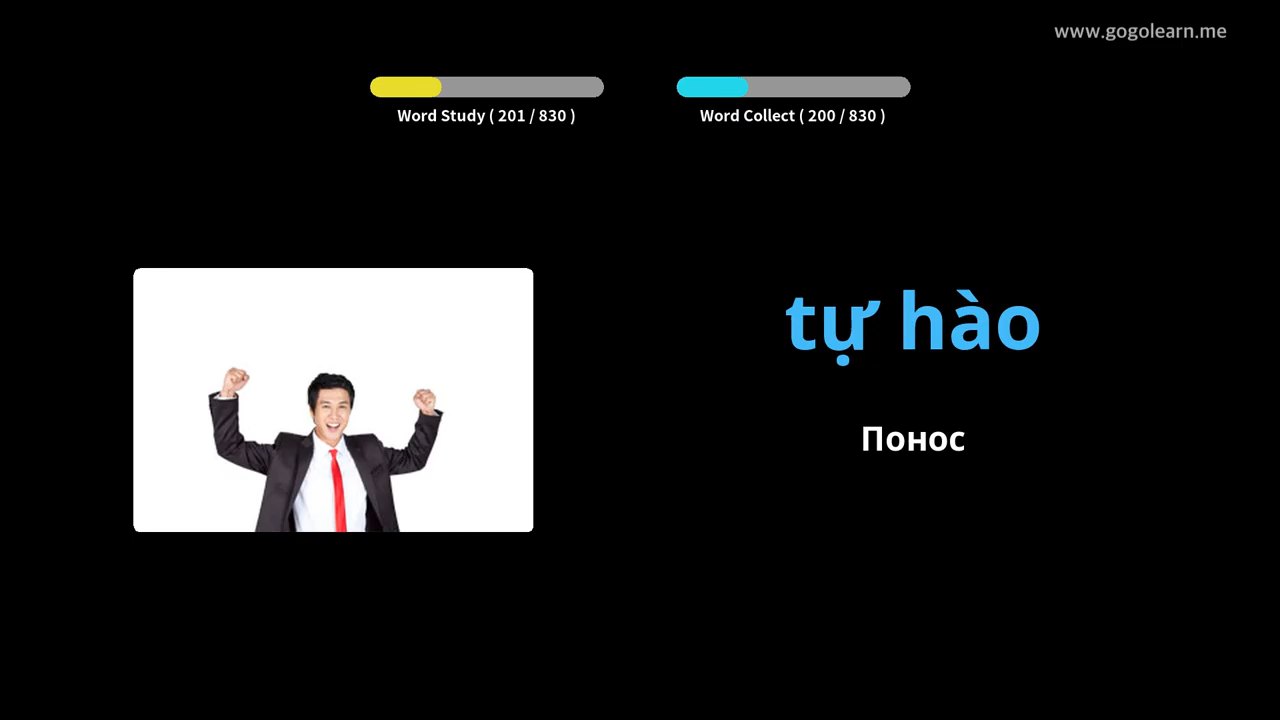 www.gogolearn.me
Word Study ( 201 / 830 )
Word Collect ( 200 / 830 )
tự hào
Понос